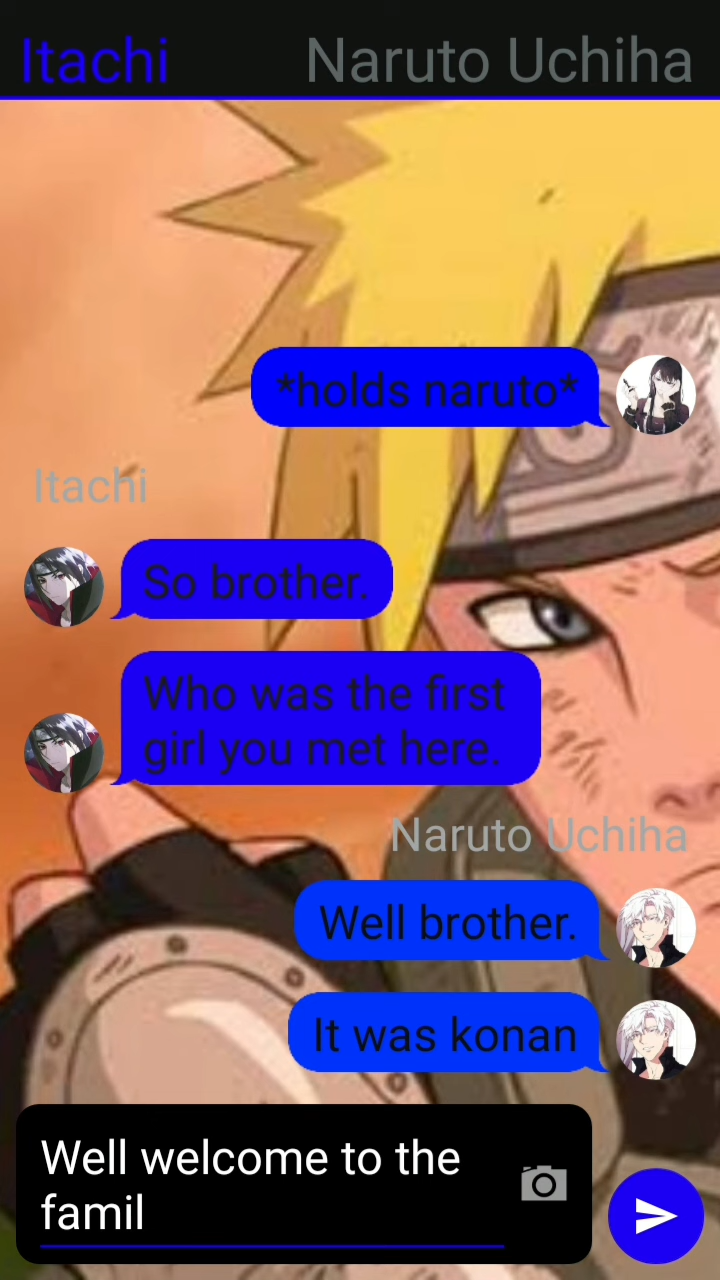 Itachi
Naruto Uchiha
*holds naruto*
Itachi
So brother.
Who was the first
girl you met here.
Naruto Uchiha
Well brother.
It was konan
Well welcome to the
famil